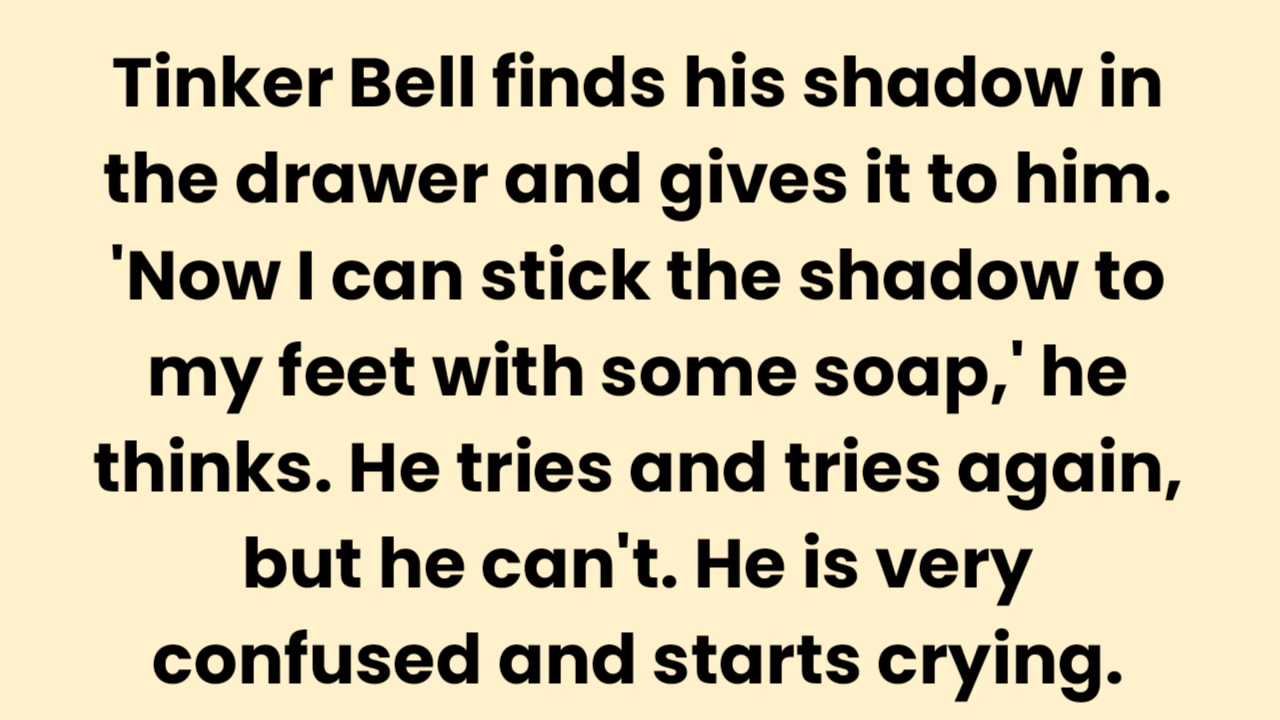 Tinker Bell finds his shadow in
the drawer and gives it to him.
'Now I can stick the shadow to
my feet with some soap,' he
thinks. He tries and tries again,
but he can't. He is very
confused and starts crying.